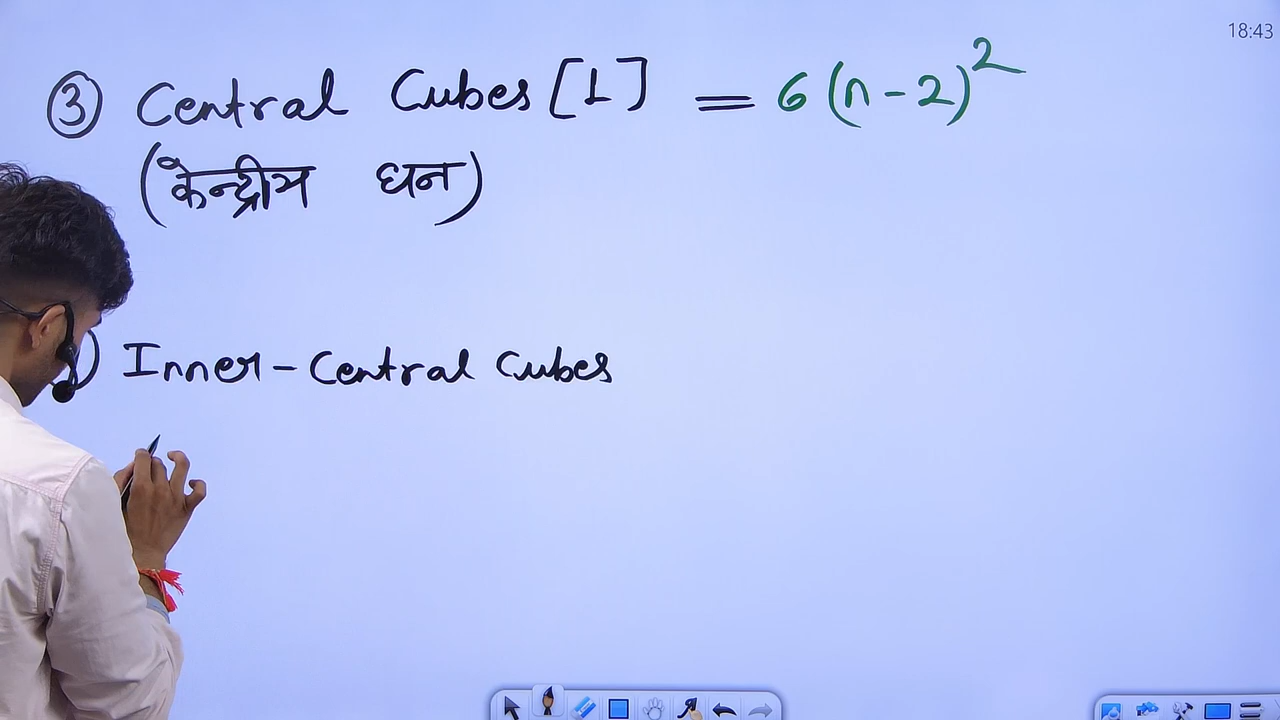 18:43
③ Central Cubes [1] = 6(n-2)²
(केन्द्रीय घन)
) Inner-Central Cubes